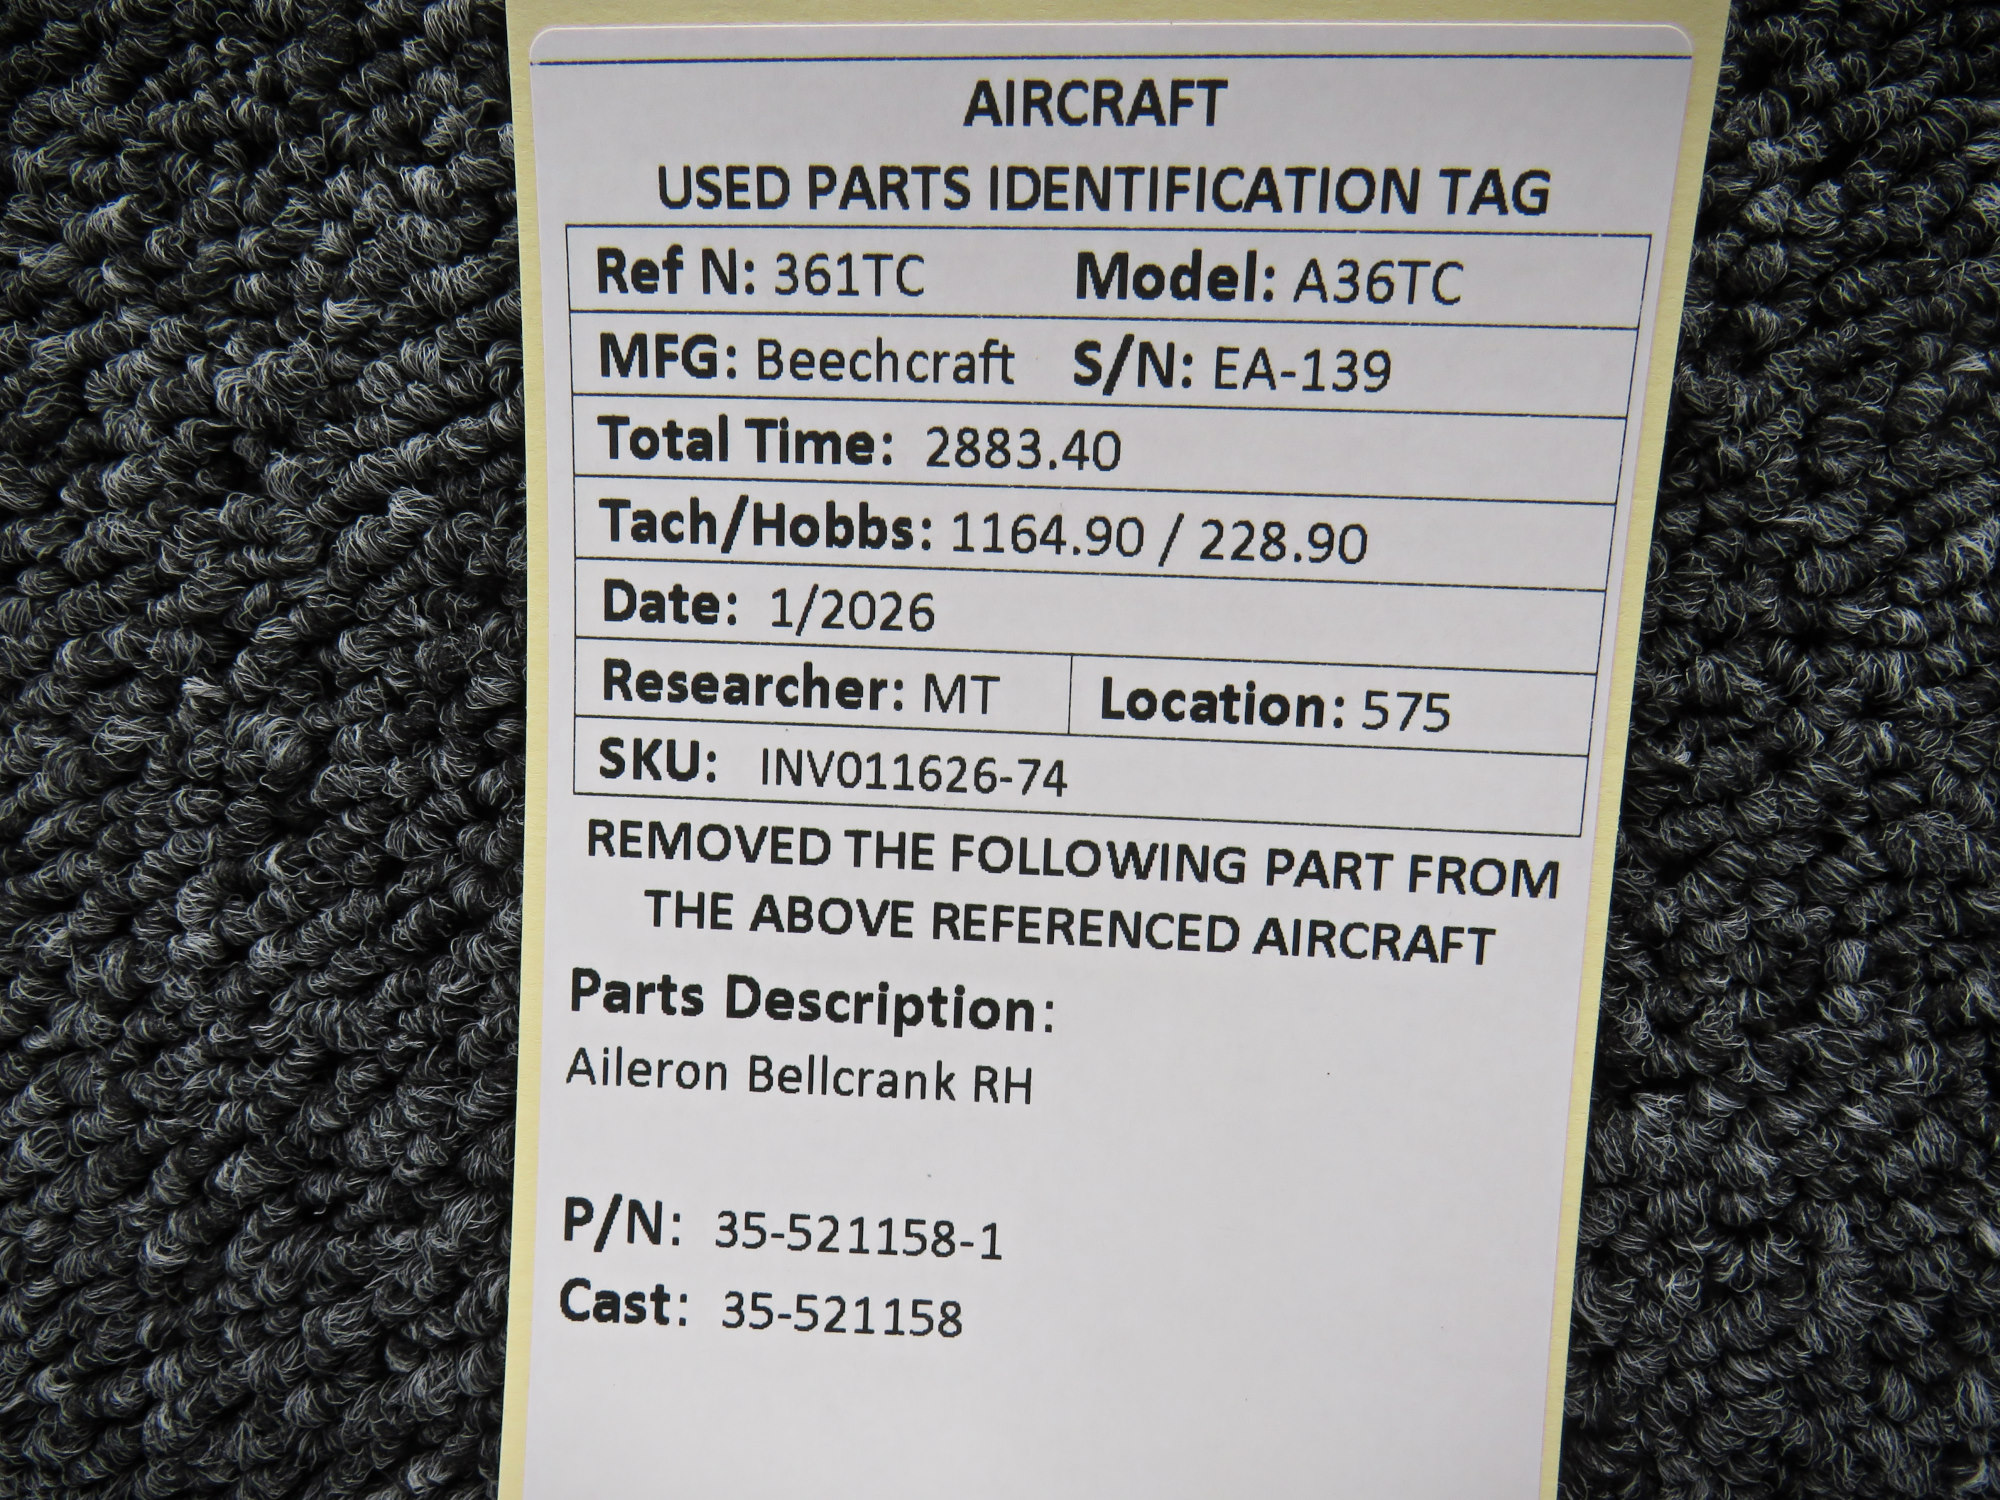 AIRCRAFT
USED PARTS IDENTIFICATION TAG
Ref N: 361TC Model: A36TC
MFG: Beechcraft S/N: EA-139
Total Time: 2883.40
Tach/Hobbs: 1164.90 / 228.90
Date: 1/2026
Researcher: MT Location: 575
SKU: INV011626-74
REMOVED THE FOLLOWING PART FROM
THE ABOVE REFERENCED AIRCRAFT
Parts Description:
Aileron Bellcrank RH
P/N: 35-521158-1
Cast: 35-521158